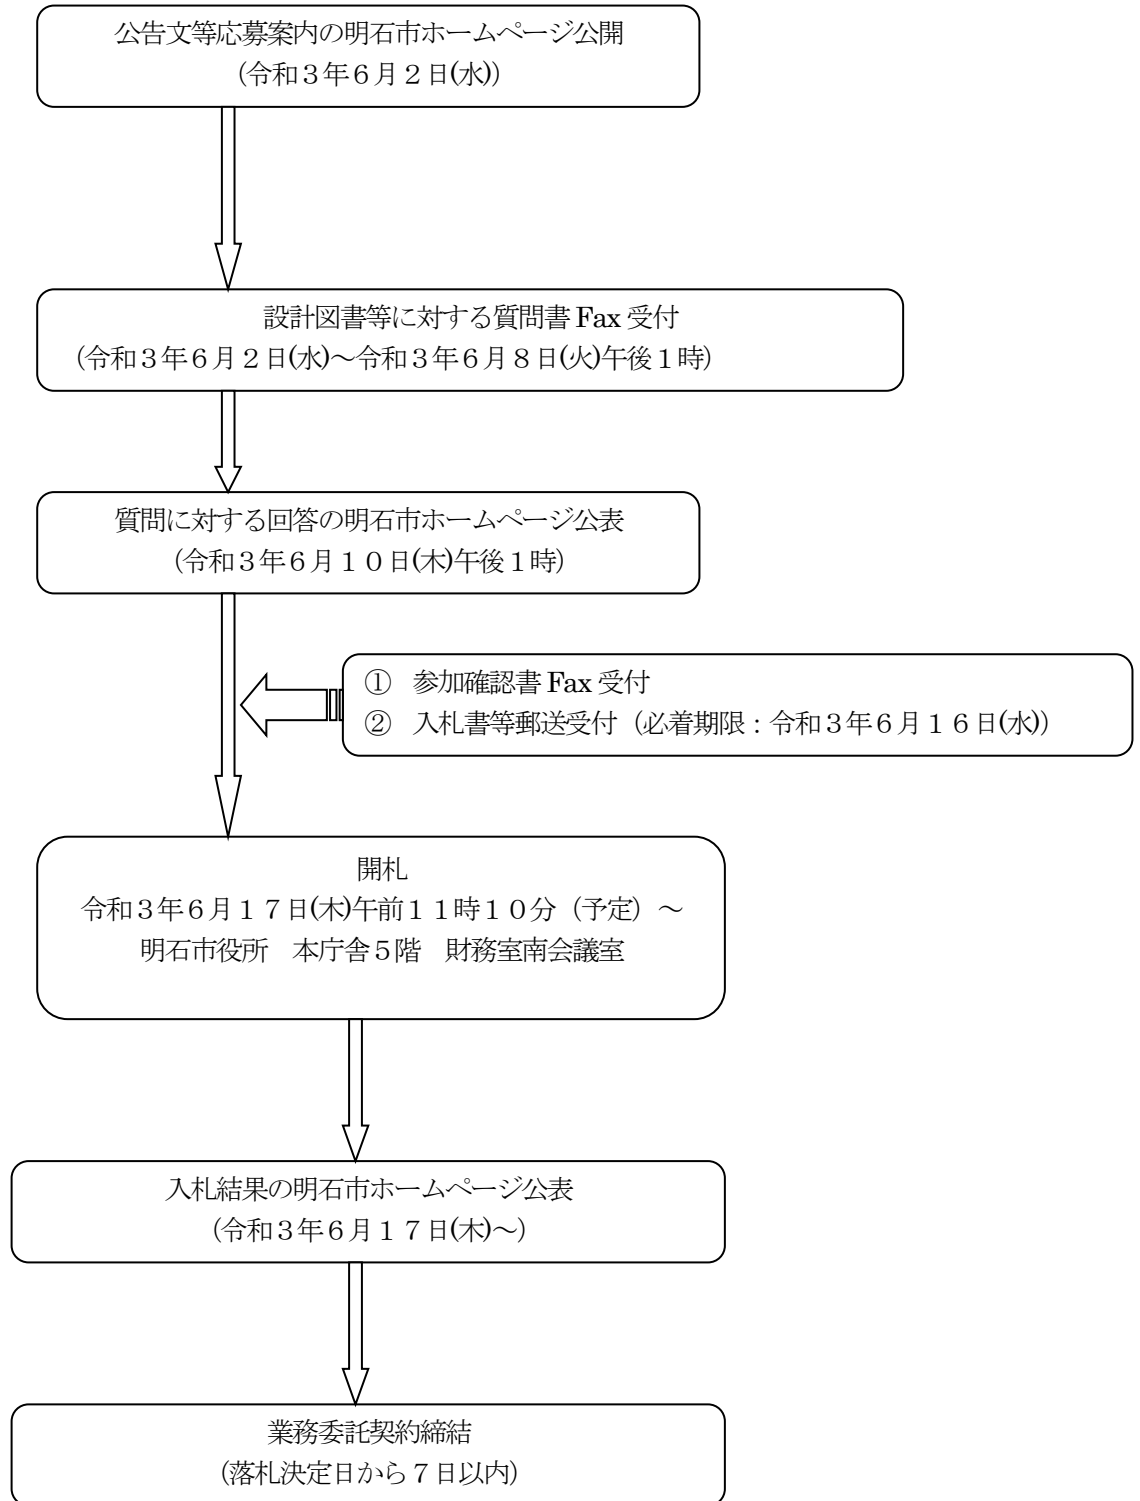 公告文等応募案内の明石市ホームページ公開
（令和３年６月２日(水)）
設計図書等に対する質問書 Fax 受付
（令和３年６月２日(水)～令和３年６月８日(火)午後１時）
質問に対する回答の明石市ホームページ公表
（令和３年６月１０日(木)午後１時）
①　参加確認書 Fax 受付
②　入札書等郵送受付（必着期限：令和３年６月１６日(水)）
開札
令和３年６月１７日(木)午前１１時１０分（予定）～
明石市役所　本庁舎５階　財務室南会議室
入札結果の明石市ホームページ公表
（令和３年６月１７日(木)～）
業務委託契約締結
（落札決定日から７日以内）